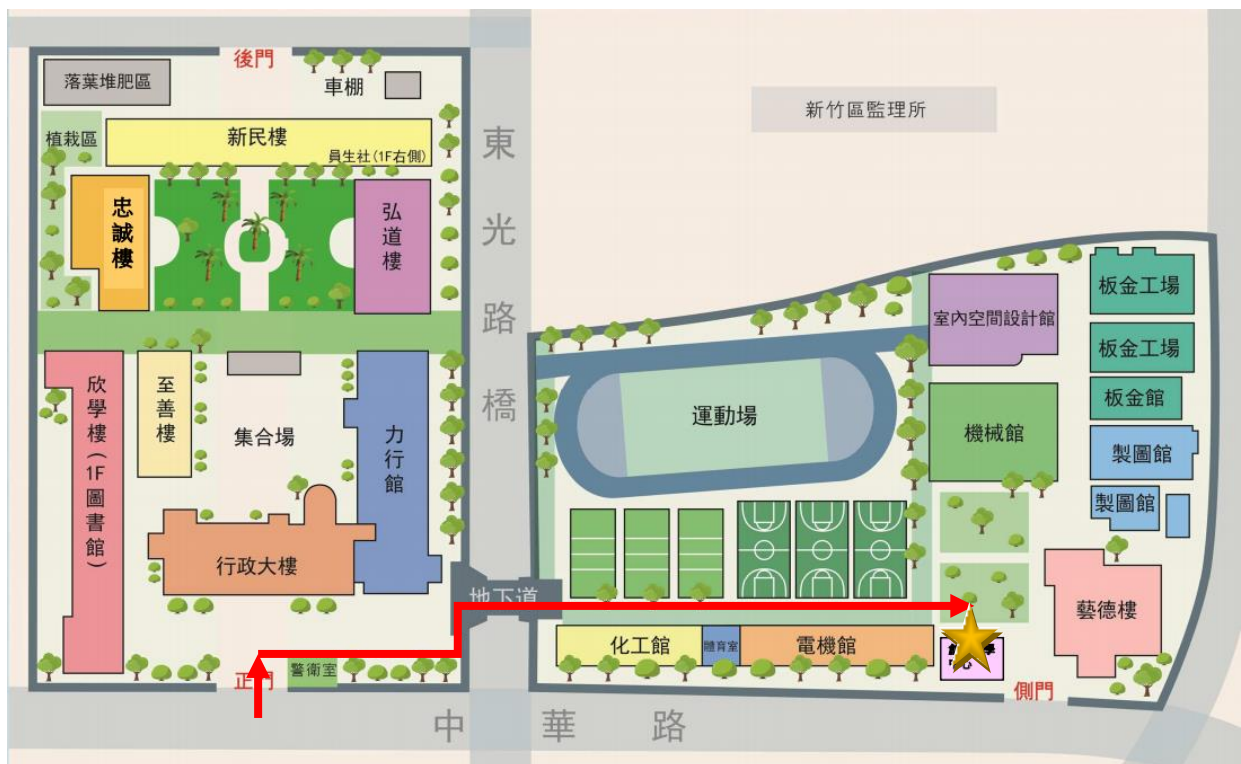 後門
落葉堆肥區
車棚
植栽區
新民樓
員生社(1F右側)
忠誠樓
弘道樓
欣學樓(1F圖書館)
至善樓
集合場
力行館
行政大樓
正門
警衛室
東光路橋
地下道
中華路
新竹區監理所
運動場
室內空間設計館
機械館
板金工場
板金工場
板金館
製圖館
製圖館
藝德樓
化工館
體育室
電機館
中心
側門